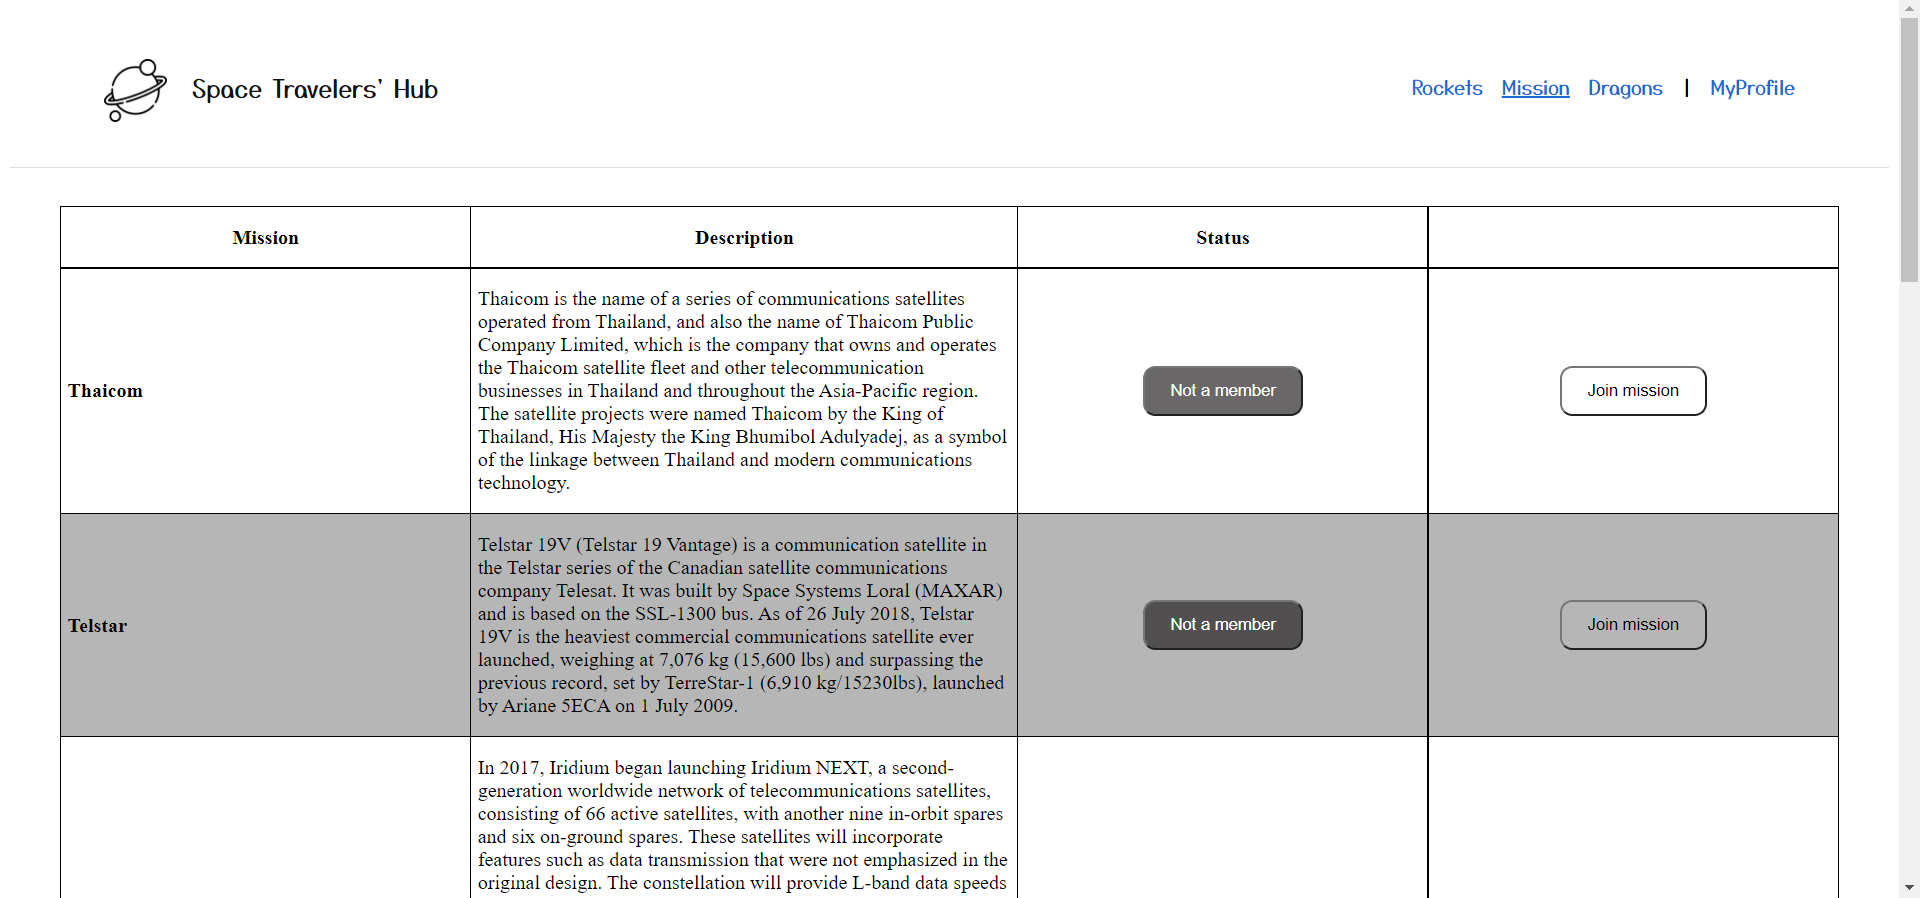 Space Travelers' Hub
Rockets Mission Dragons | MyProfile
Mission Description Status
Thaicom
Thaicom is the name of a series of communications satellites
operated from Thailand, and also the name of Thaicom Public
Company Limited, which is the company that owns and operates
the Thaicom satellite fleet and other telecommunication
businesses in Thailand and throughout the Asia-Pacific region.
The satellite projects were named Thaicom by the King of
Thailand, His Majesty the King Bhumibol Adulyadej, as a symbol
of the linkage between Thailand and modern communications
technology.
Not a member
Join mission
Telstar
Telstar 19V (Telstar 19 Vantage) is a communication satellite in
the Telstar series of the Canadian satellite communications
company Telesat. It was built by Space Systems Loral (MAXAR)
and is based on the SSL-1300 bus. As of 26 July 2018, Telstar
19V is the heaviest commercial communications satellite ever
launched, weighing at 7,076 kg (15,600 lbs) and surpassing the
previous record, set by TerreStar-1 (6,910 kg/15230lbs), launched
by Ariane 5ECA on 1 July 2009.
Not a member
Join mission
In 2017, Iridium began launching Iridium NEXT, a second-
generation worldwide network of telecommunications satellites,
consisting of 66 active satellites, with another nine in-orbit spares
and six on-ground spares. These satellites will incorporate
features such as data transmission that were not emphasized in the
original design. The constellation will provide L-band data speeds